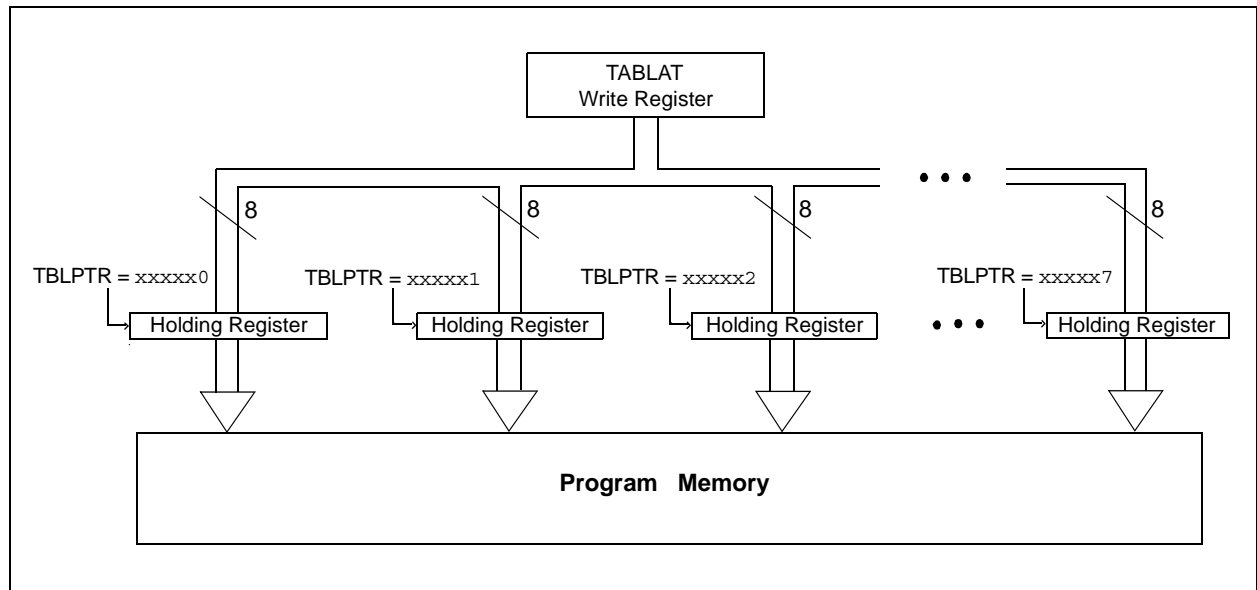 TABLAT
Write Register
8
8
8
8
TBLPTR = xxxxx0
TBLPTR = xxxxx1
TBLPTR = xxxxx2
TBLPTR = xxxxx7
Holding Register
Holding Register
Holding Register
Holding Register
Program Memory